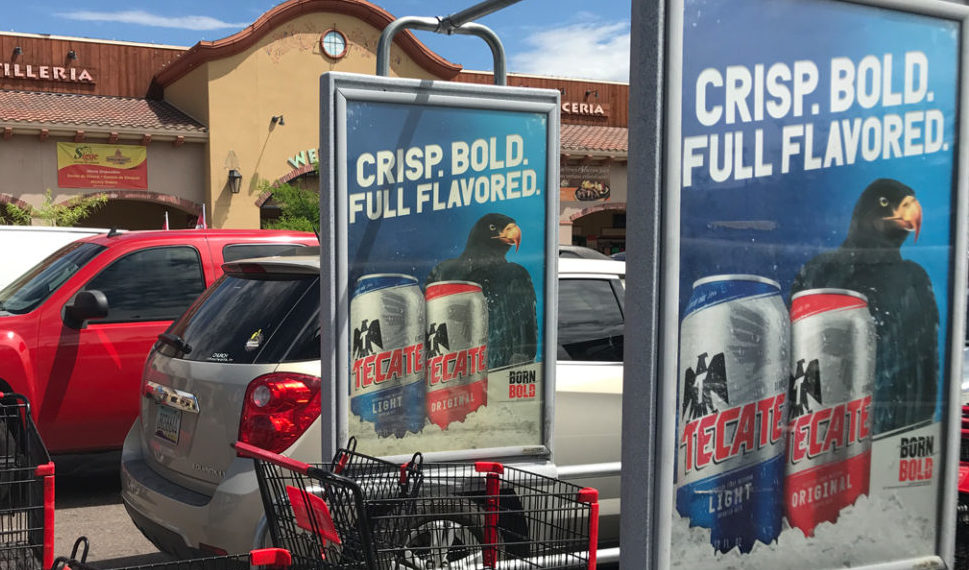 TILLERIA
CERIA
WE
CRISP. BOLD.
FULL FLAVORED.
TECATE
LIGHT
TECATE
ORIGINAL
BORN
BOLD
CRISP. BOLD.
FULL FLAVORED.
TECATE
LIGHT
TECATE
ORIGINAL
BORN
BOLD